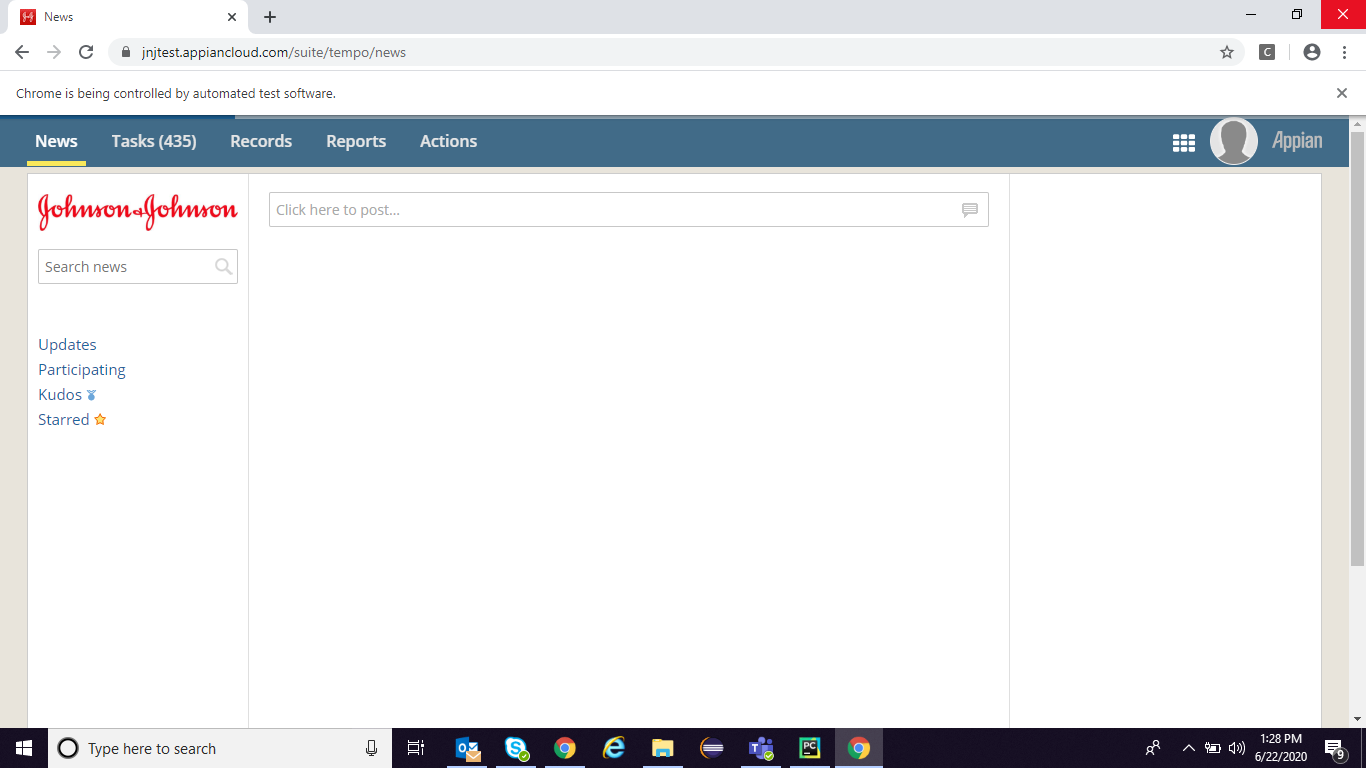 News
jnjtest.appiancloud.com/suite/tempo/news
C
Chrome is being controlled by automated test software.
News Tasks (435) Records Reports Actions Appian
Johnson & Johnson
Click here to post...
Search news
Updates
Participating
Kudos
Starred
Type here to search
PC
1:28 PM
6/22/2020
9